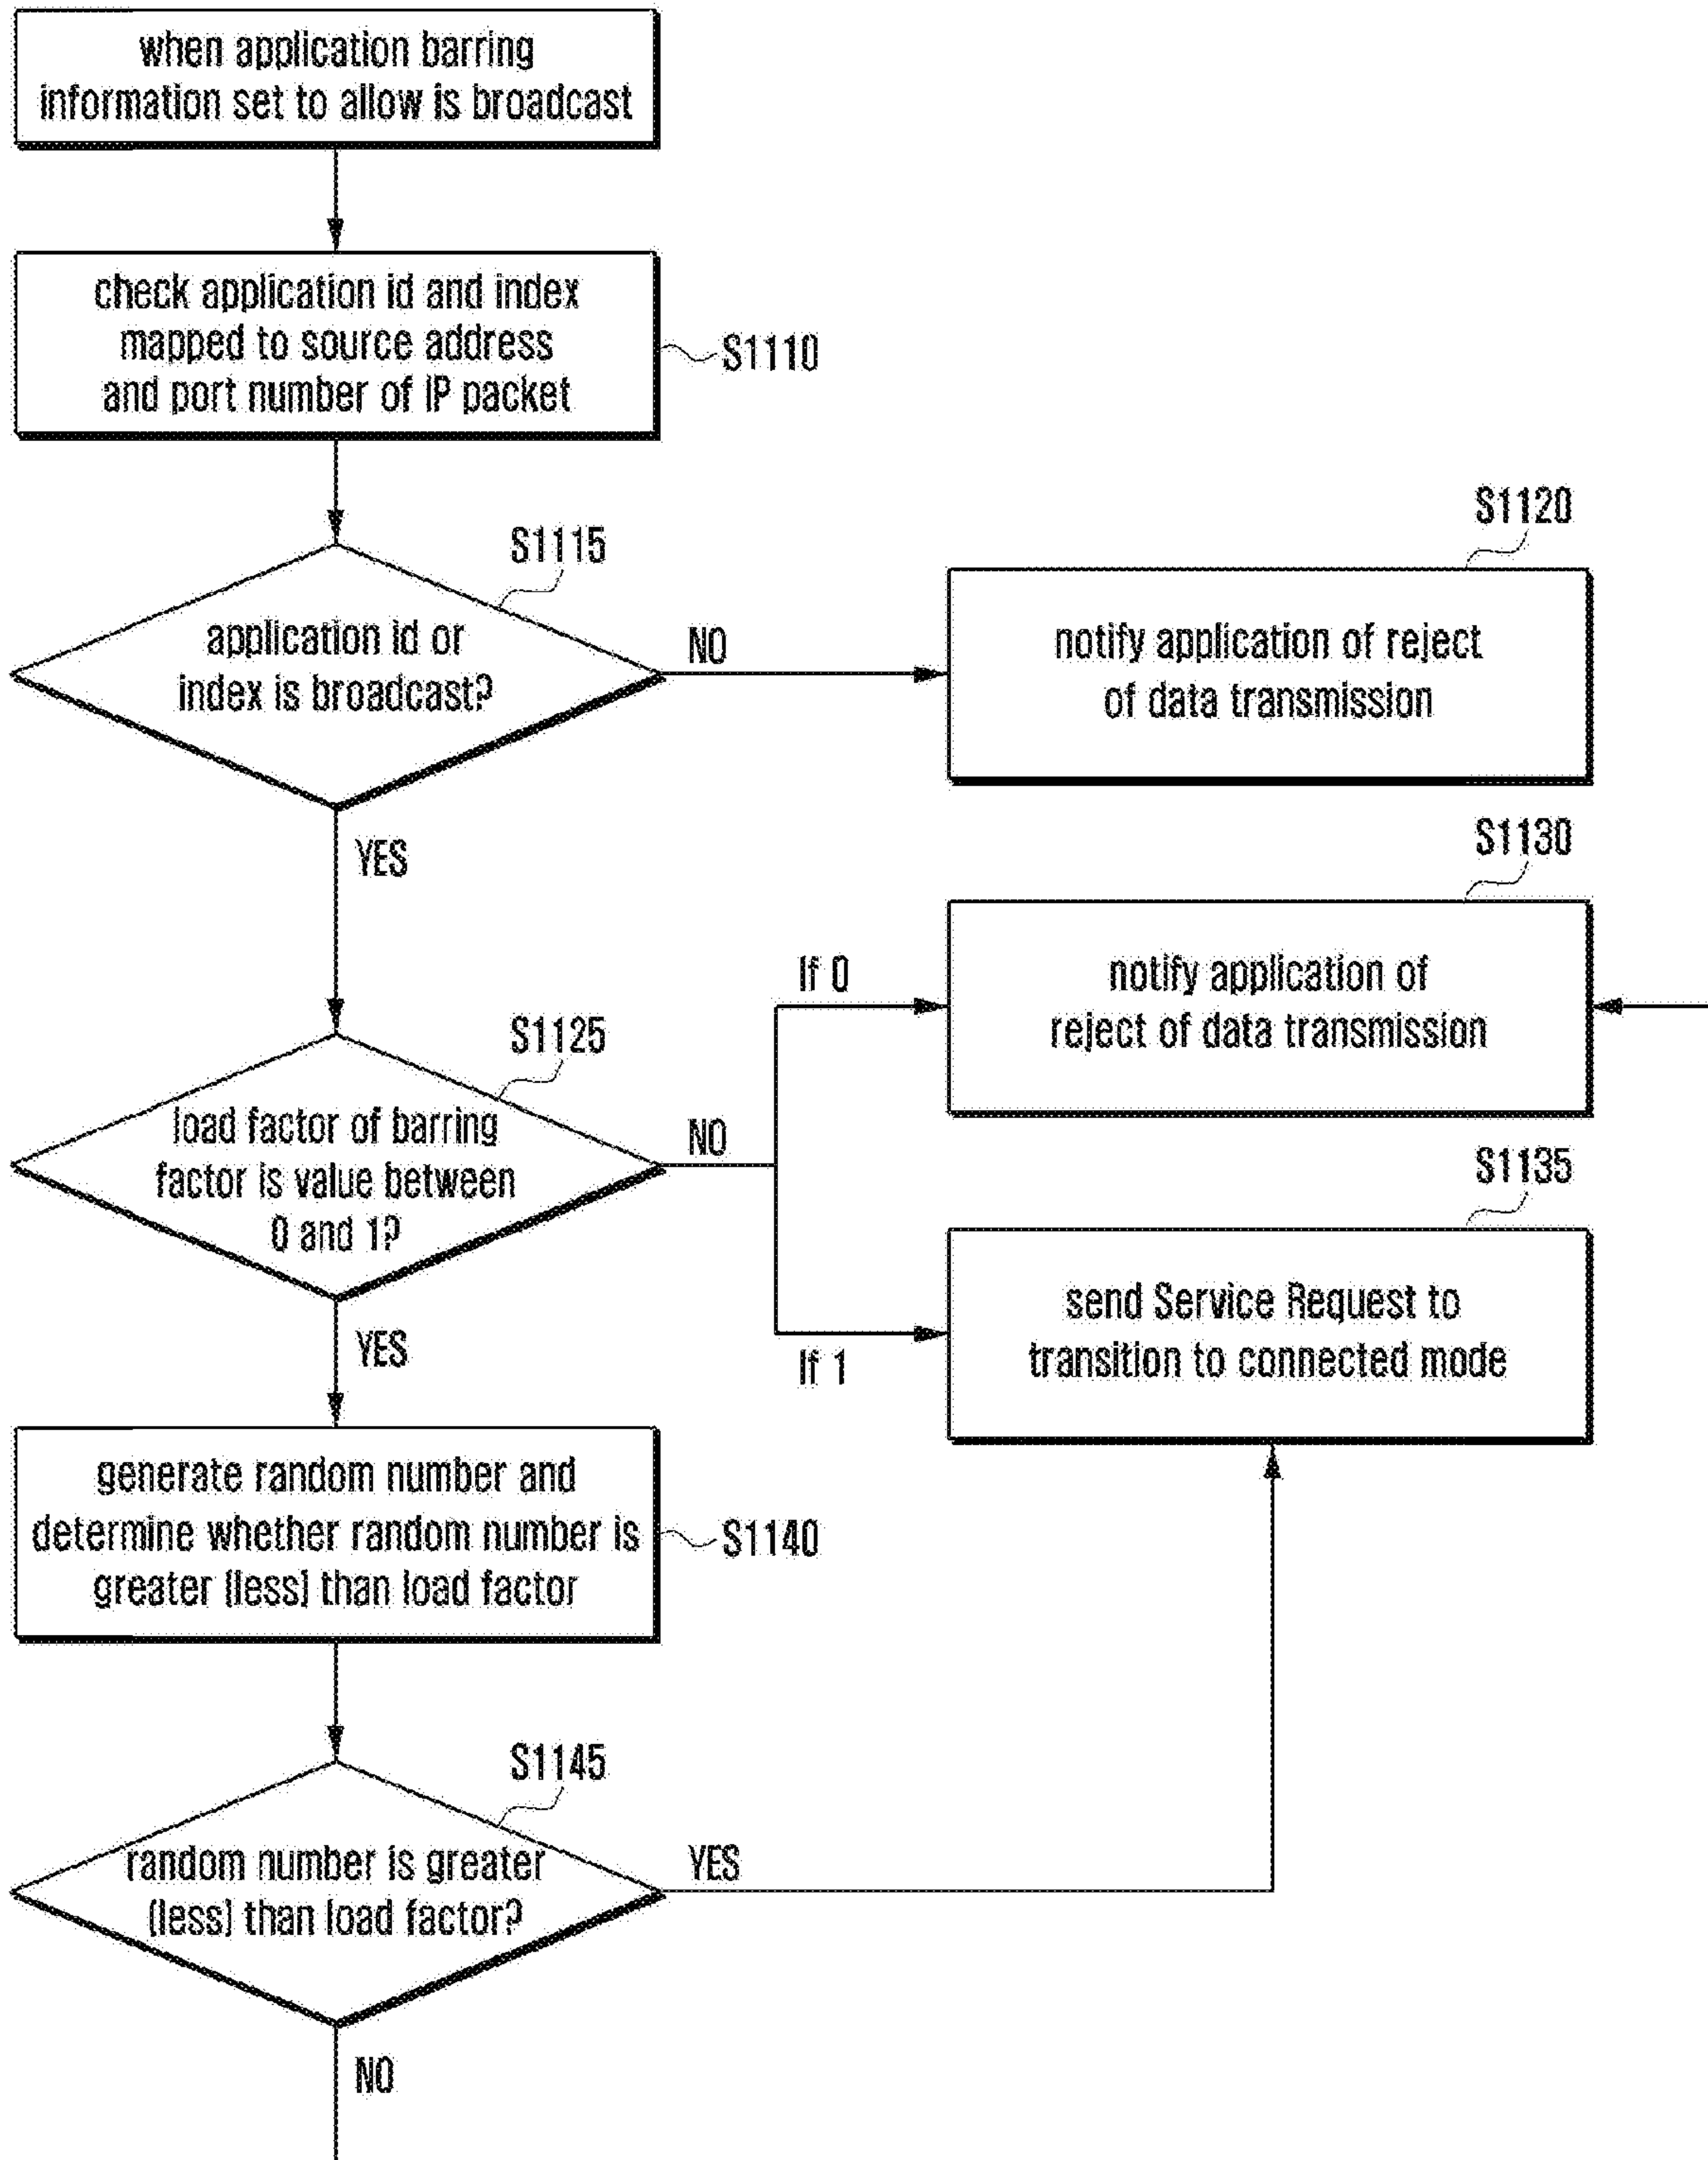 when application barring
information set to allow is broadcast
check application id and index
mapped to source address
and port number of IP packet
S1110
S1115
application id or
index is broadcast?
NO
YES
S1120
notify application of reject
of data transmission
S1125
load factor of barring
factor is value between
0 and 1?
NO
YES
If 0
If 1
S1130
notify application of
reject of data transmission
S1135
send Service Request to
transition to connected mode
generate random number and
determine whether random number is
greater (less) than load factor
S1140
S1145
random number is greater
(less) than load factor?
YES
NO